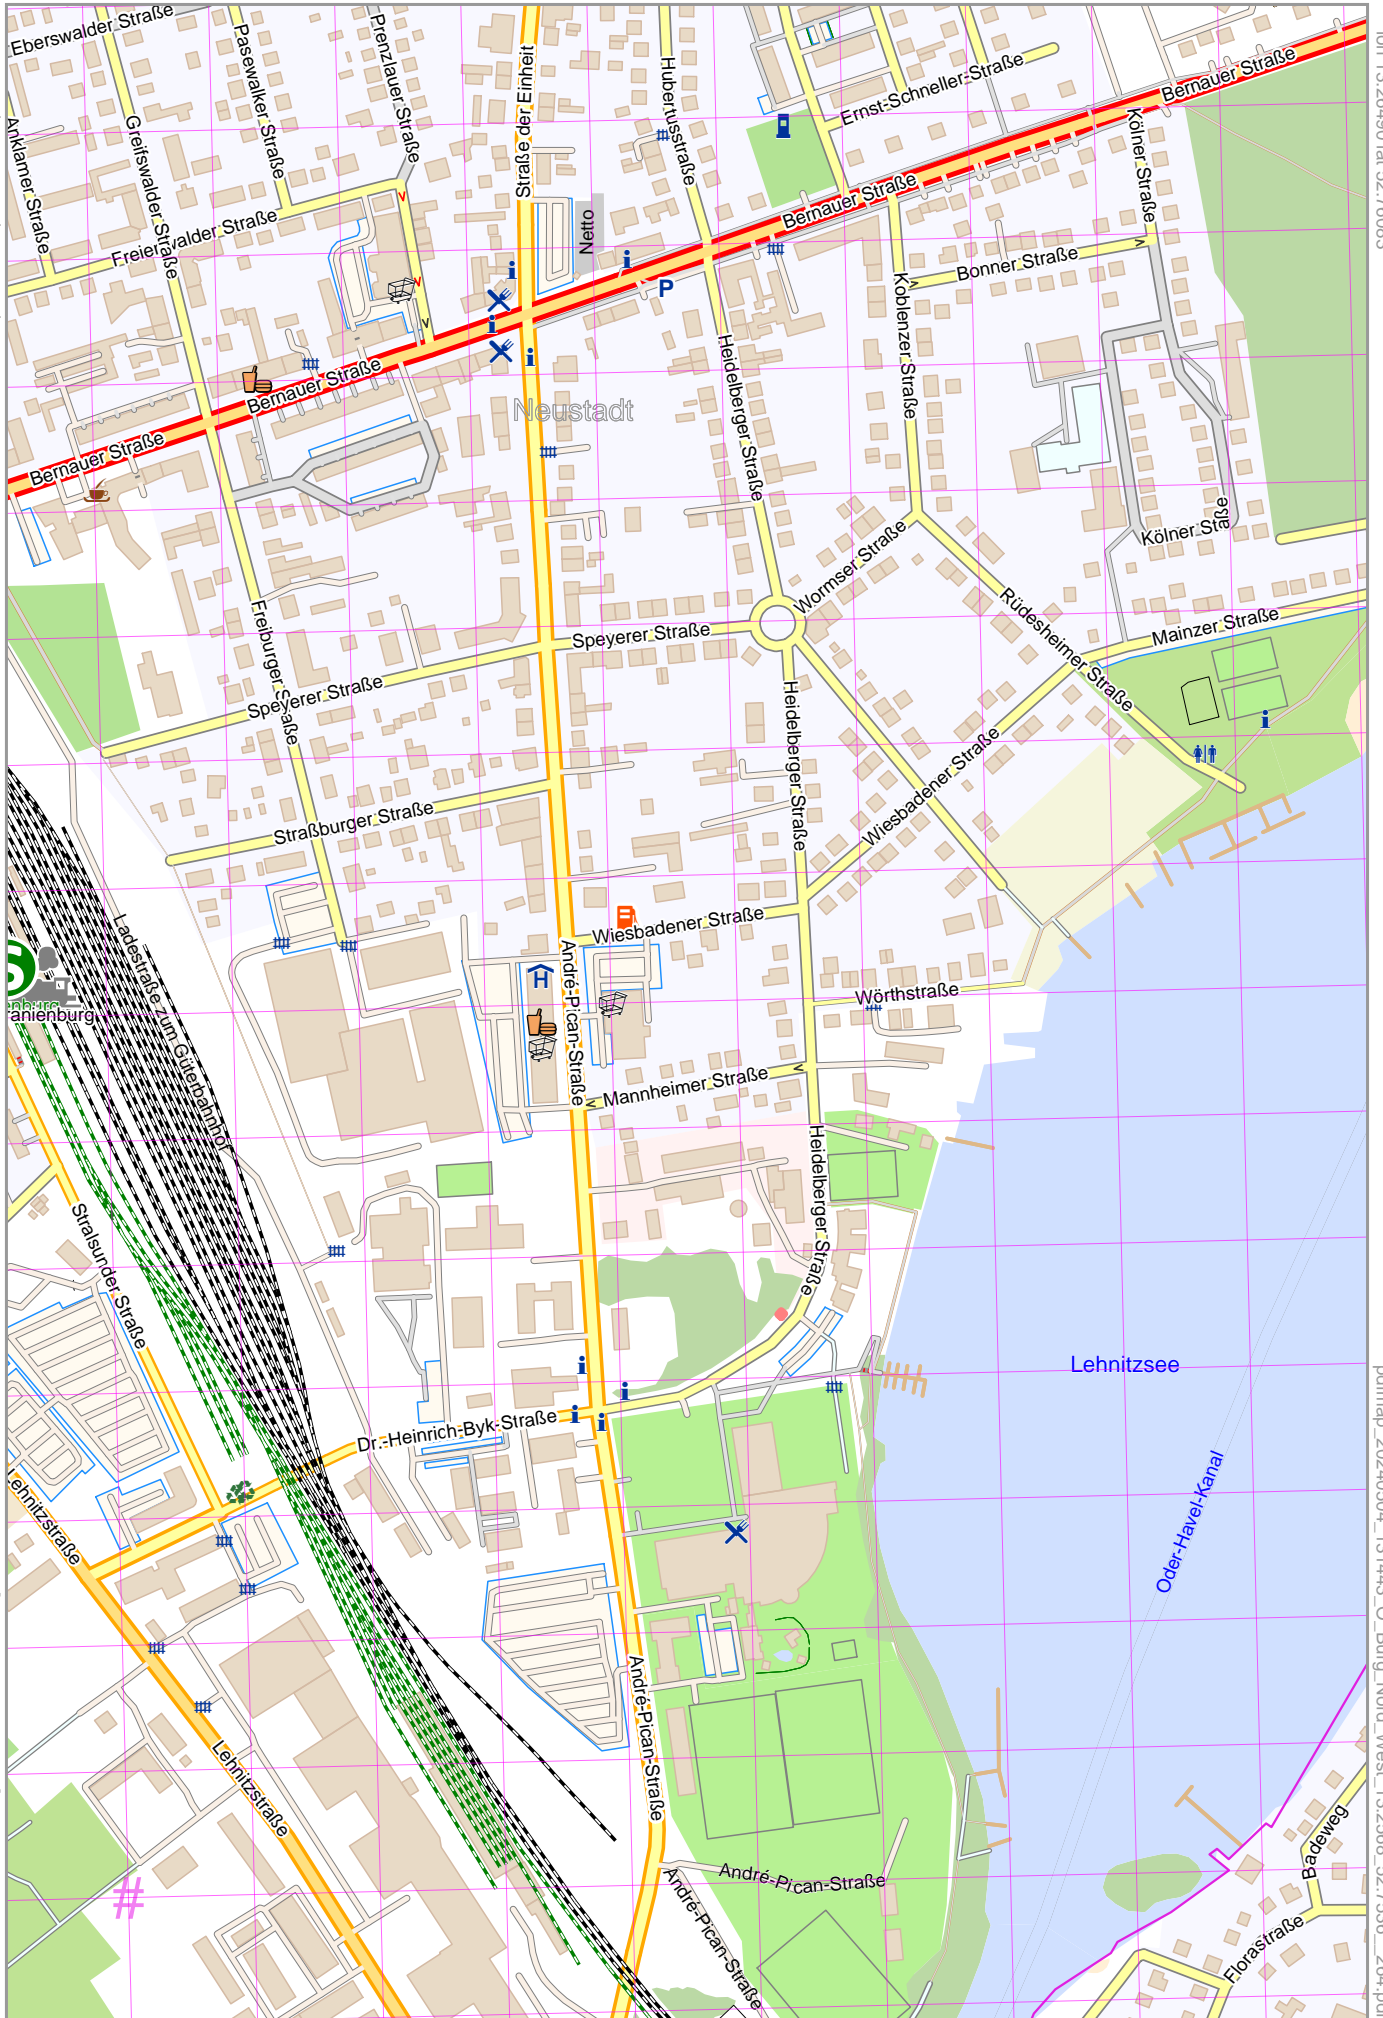 Eberswalder Straße
Pasewalker Straße
Prenzlauer Straße
Straße der Einheit
Hubertusstraße
Ernst-Schneller-Straße
Bernauer Straße
Kölner Straße
Anklamer Straße
Greifswalder Straße
Freienwalder Straße
Netto
Bernauer Straße
P
Bonner Straße
Koblenzer Straße
Heidelberger Straße
Bernauer Straße
Neustadt
Bernauer Straße
Kölner Straße
Wormser Straße
Rüdesheimer Straße
Mainzer Straße
Speyerer Straße
Freiburger Straße
Speyerer Straße
Heidelberger Straße
Wiesbadener Straße
Straßburger Straße
Wiesbadener Straße
Ladestraße zum Güterbahnhof
S
ranienburg
H
André-Pican-Straße
Wörthstraße
Mannheimer Straße
Heidelberger Straße
Stralsunder Straße
Lehnitzsee
Dr.-Heinrich-Byk-Straße
Lehnitzstraße
Oder-Havel-Kanal
André-Pican-Straße
Lehnitzstraße
Badeweg
André-Pican-Straße
#
André-Pican-Straße
Florastraße